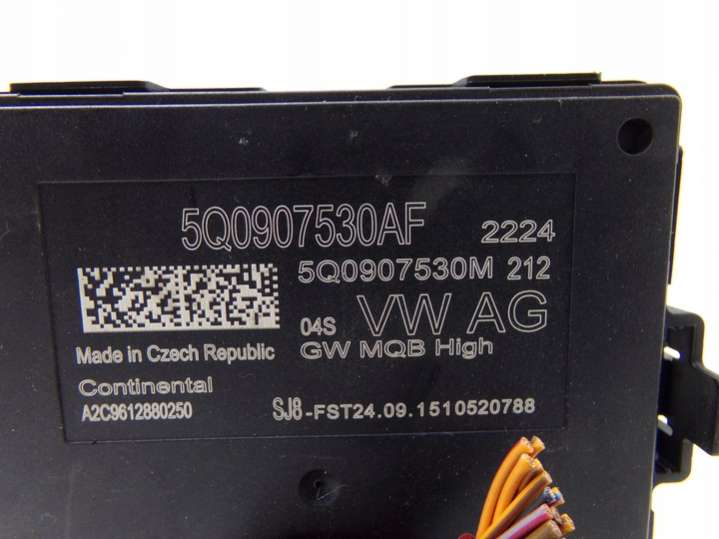 5Q0907530AF 2224
5Q0907530M 212
04S VW AG
Made in Czech Republic GW MQB High
Continental
A2C9612880250 SJ8-FST24.09.1510520788